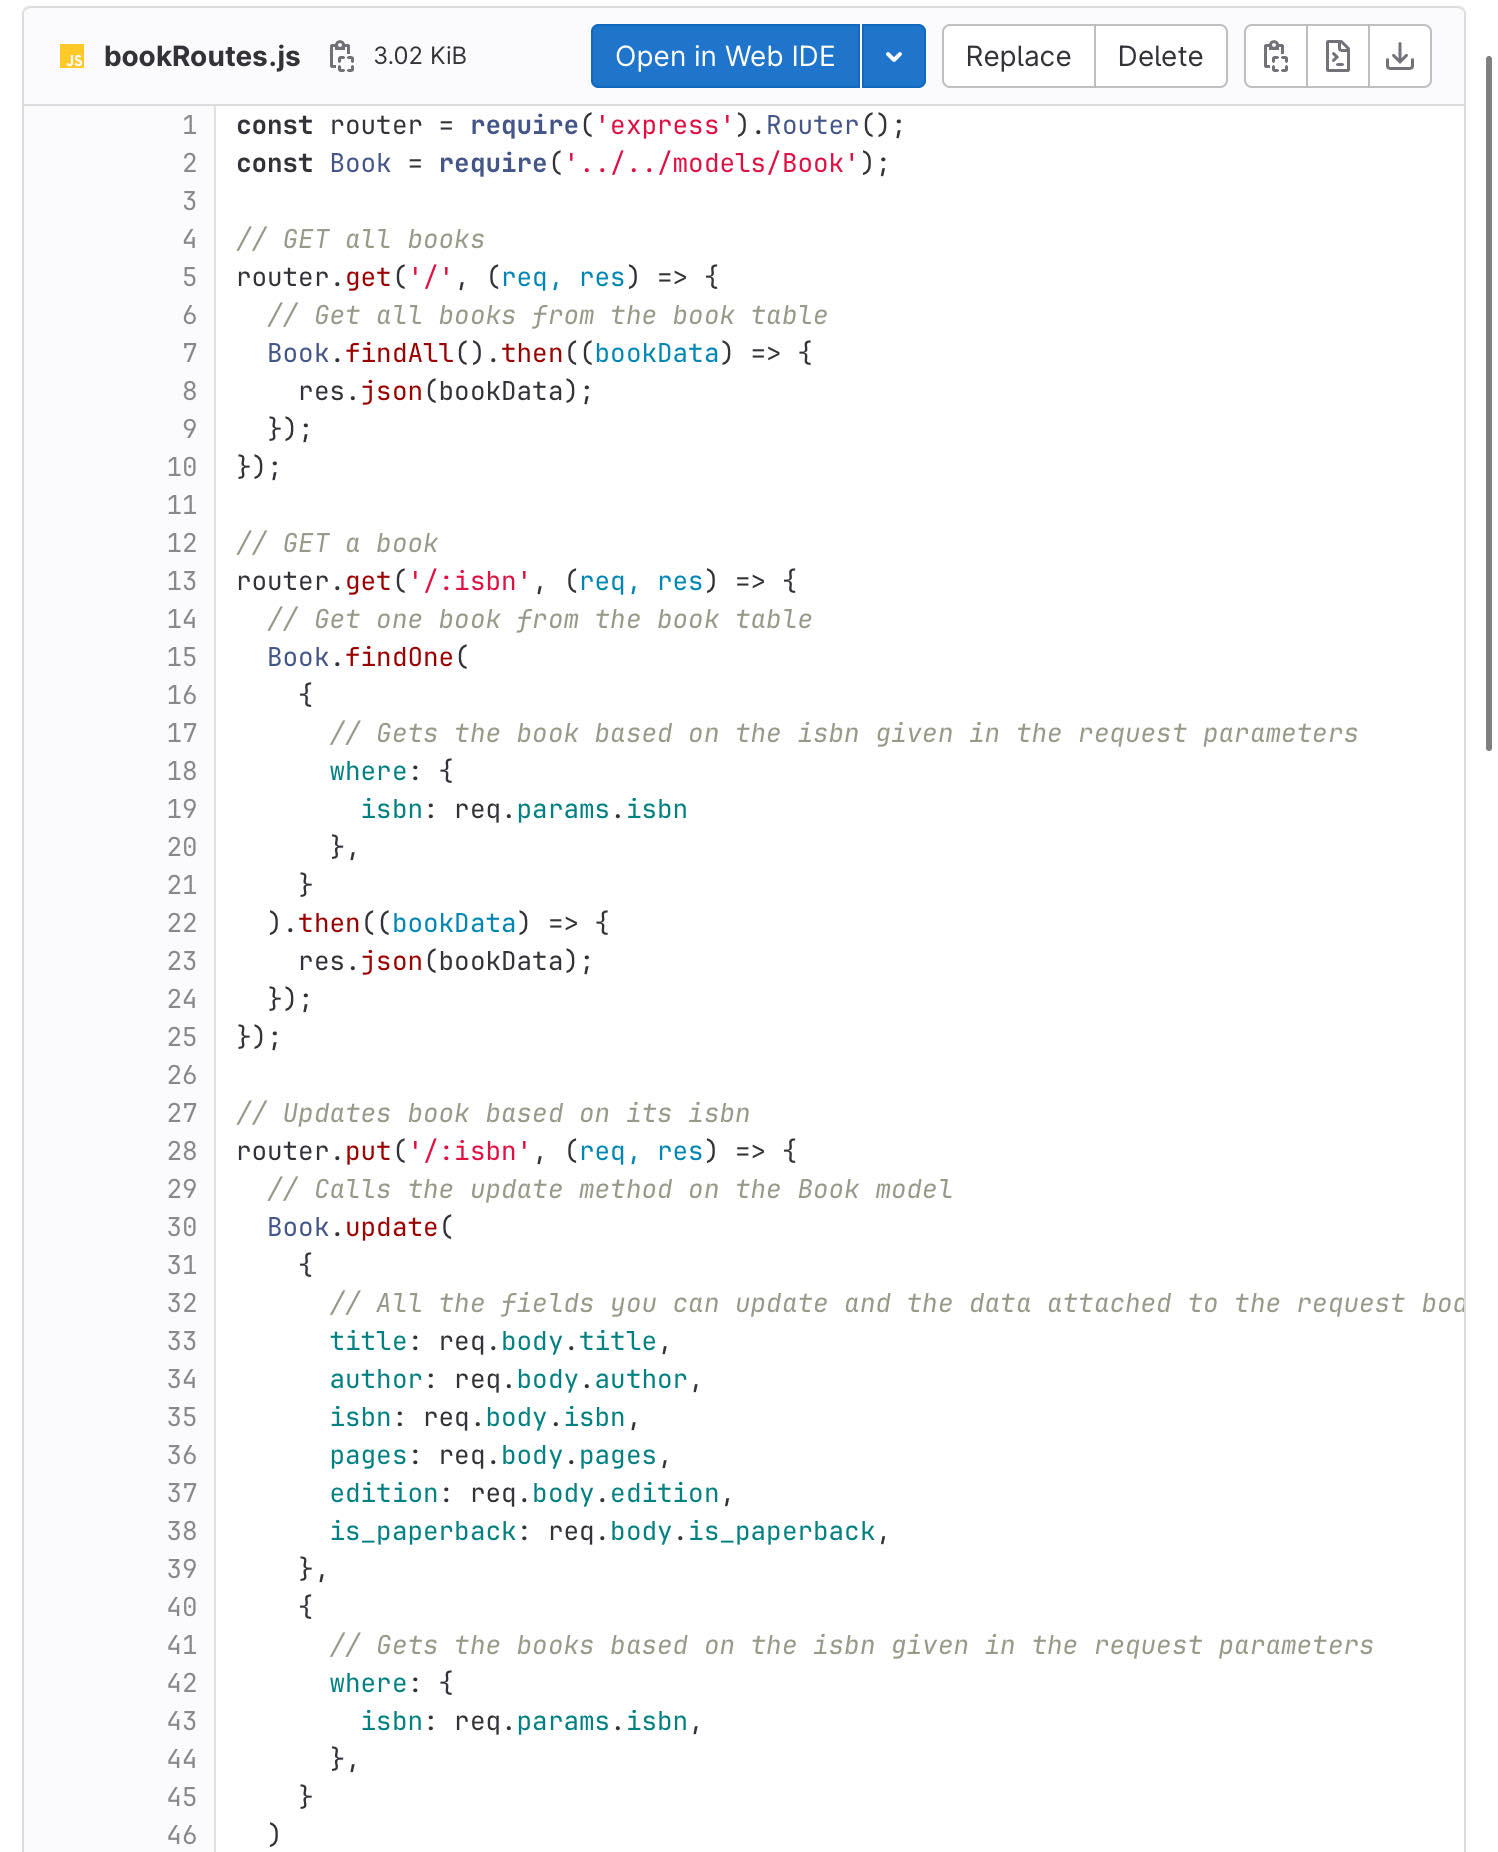 JS bookRoutes.js 3.02 KiB Open in Web IDE Replace Delete
1 const router = require('express').Router();
2 const Book = require('../../models/Book');
3
4 // GET all books
5 router.get('/', (req, res) => {
6   // Get all books from the book table
7   Book.findAll().then((bookData) => {
8     res.json(bookData);
9   });
10 });
11
12 // GET a book
13 router.get('/:isbn', (req, res) => {
14   // Get one book from the book table
15   Book.findOne(
16     {
17       // Gets the book based on the isbn given in the request parameters
18       where: {
19         isbn: req.params.isbn
20       },
21     }
22   ).then((bookData) => {
23     res.json(bookData);
24   });
25 });
26
27 // Updates book based on its isbn
28 router.put('/:isbn', (req, res) => {
29   // Calls the update method on the Book model
30   Book.update(
31     {
32       // All the fields you can update and the data attached to the request bod
33       title: req.body.title,
34       author: req.body.author,
35       isbn: req.body.isbn,
36       pages: req.body.pages,
37       edition: req.body.edition,
38       is_paperback: req.body.is_paperback,
39     },
40     {
41       // Gets the books based on the isbn given in the request parameters
42       where: {
43         isbn: req.params.isbn,
44       },
45     }
46   )